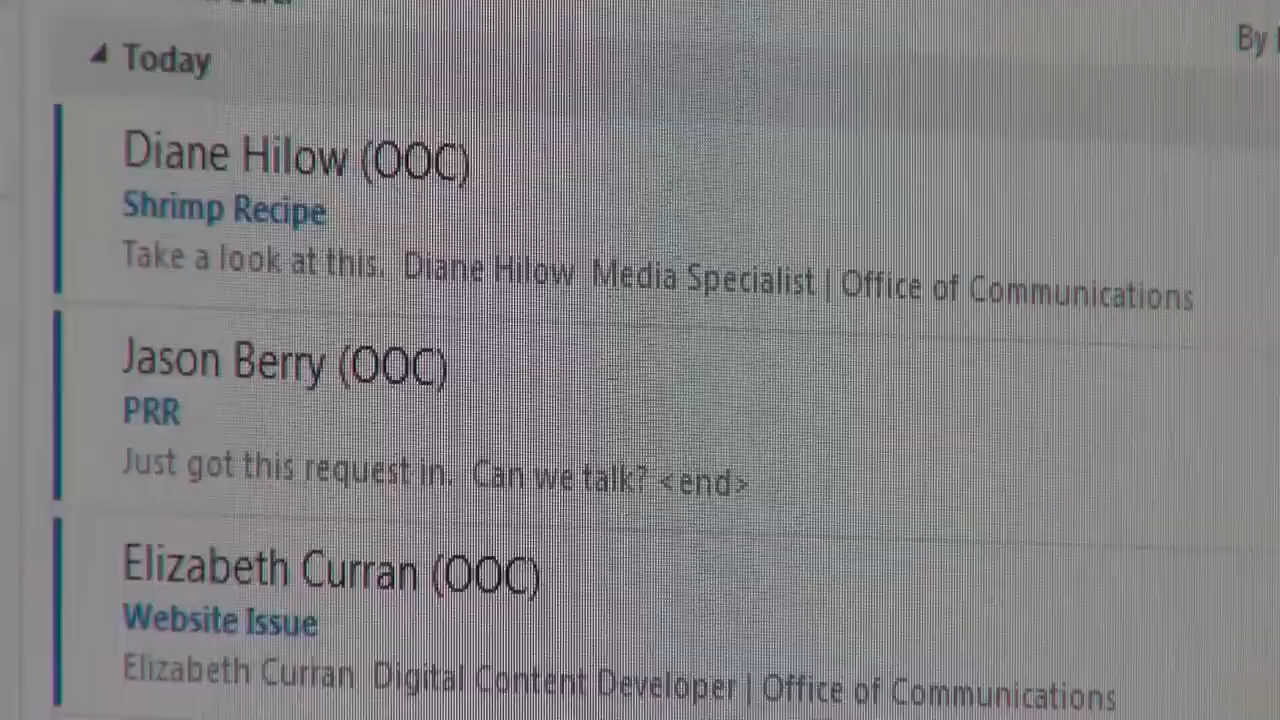 Today
By
Diane Hilow (OOC)
Shrimp Recipe
Take a look at this. Diane Hilow Media Specialist | Office of Communications
Jason Berry (OOC)
PRR
Just got this request in. Can we talk? <end>
Elizabeth Curran (OOC)
Website Issue
Elizabeth Curran Digital Content Developer | Office of Communications